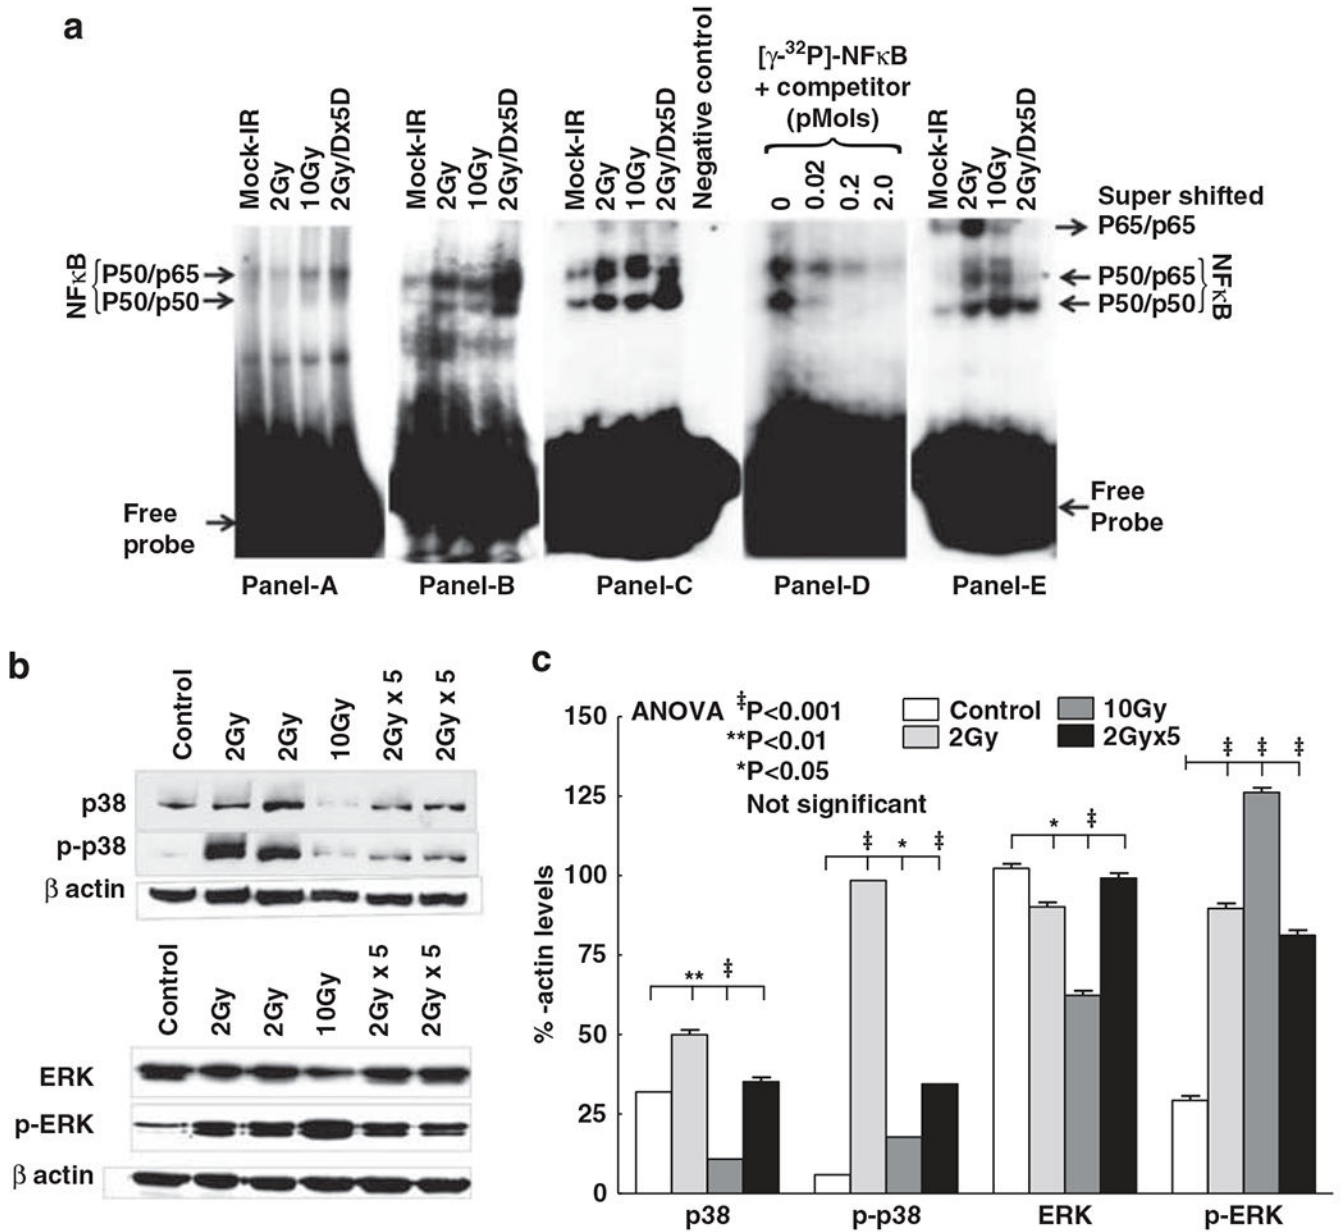 a
Mock-IR
2Gy
10Gy
2Gy/Dx5D
Mock-IR
2Gy
10Gy
2Gy/Dx5D
Mock-IR
2Gy
10Gy
2Gy/Dx5D
Negative control
[γ-³²P]-NFκB
+ competitor
(pMols)
0
0.02
0.2
2.0
Mock-IR
2Gy
10Gy
2Gy/Dx5D
Super shifted
P65/p65
NFκB
P50/p65
P50/p50
P50/p65
P50/p50
NFκB
Free
probe
Free
Probe
Panel-A
Panel-B
Panel-C
Panel-D
Panel-E
b
Control
2Gy
2Gy
10Gy
2Gy x 5
2Gy x 5
p38
p-p38
β actin
Control
2Gy
2Gy
10Gy
2Gy x 5
2Gy x 5
ERK
p-ERK
β actin
c
ANOVA ‡P<0.001
**P<0.01
*P<0.05
Not significant
Control
2Gy
10Gy
2Gyx5
% -actin levels
150
125
100
75
50
25
0
** ‡
‡ * ‡
* ‡
‡ ‡ ‡
p38
p-p38
ERK
p-ERK